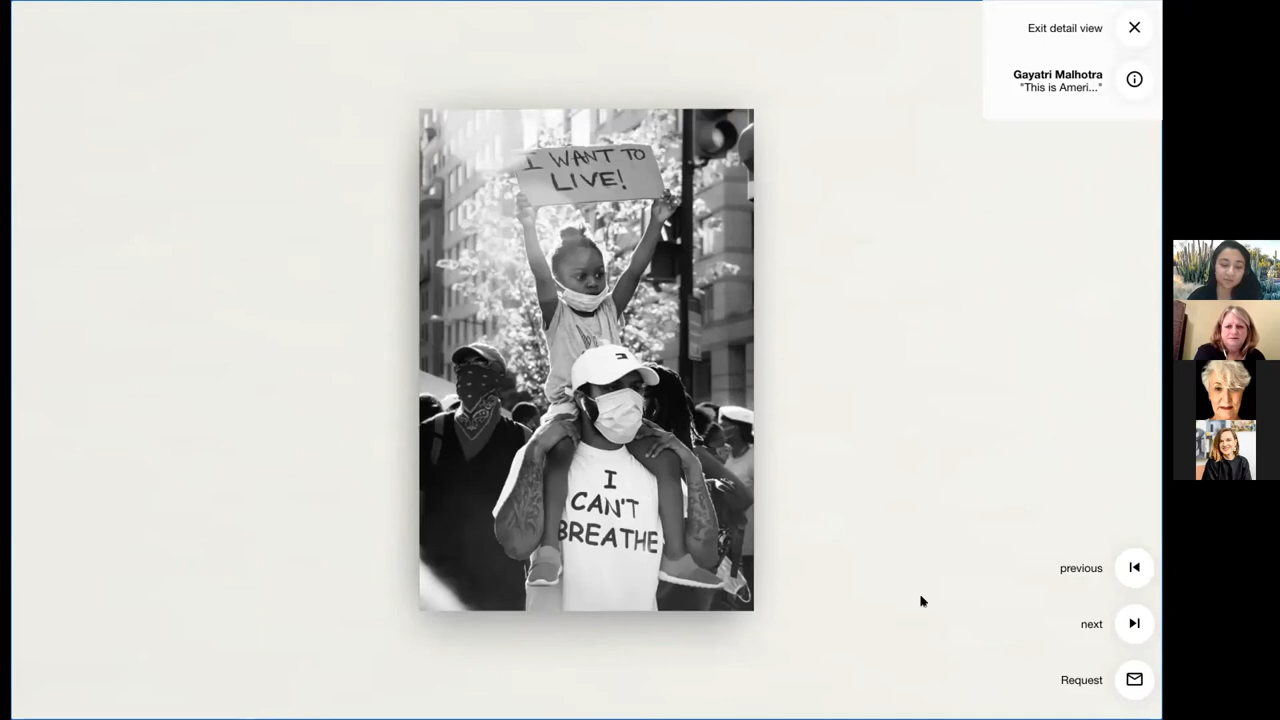 Exit detail view
Gayatri Malhotra
"This is Ameri..."
I WANT TO
LIVE!
I
CAN'T
BREATHE
previous
next
Request